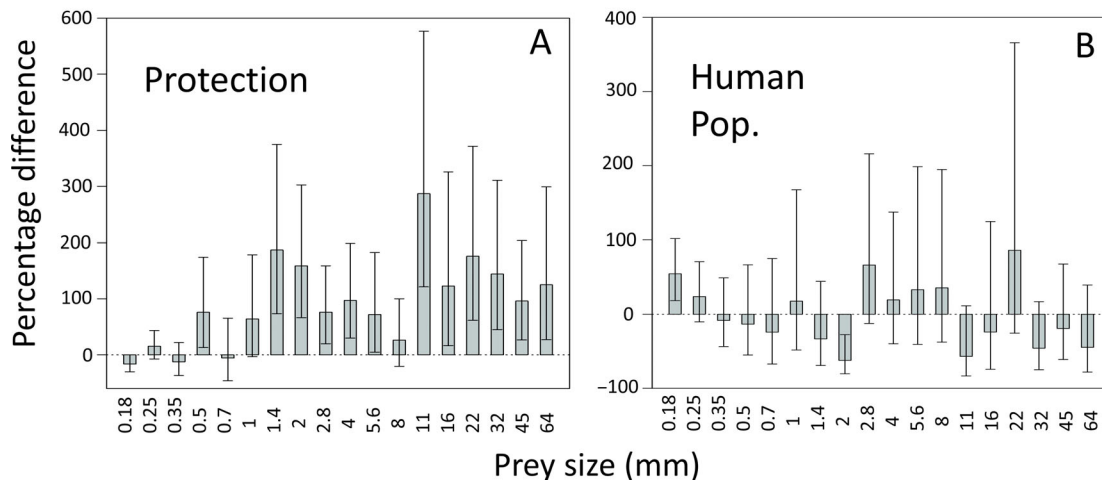 Percentage difference
A
Protection
600
500
400
300
200
100
0
0.18 0.25 0.35 0.5 0.7 1 1.4 2 2.8 4 5.6 8 11 16 22 32 45 64
B
Human
Pop.
400
300
200
100
0
−100
0.18 0.25 0.35 0.5 0.7 1 1.4 2 2.8 4 5.6 8 11 16 22 32 45 64
Prey size (mm)